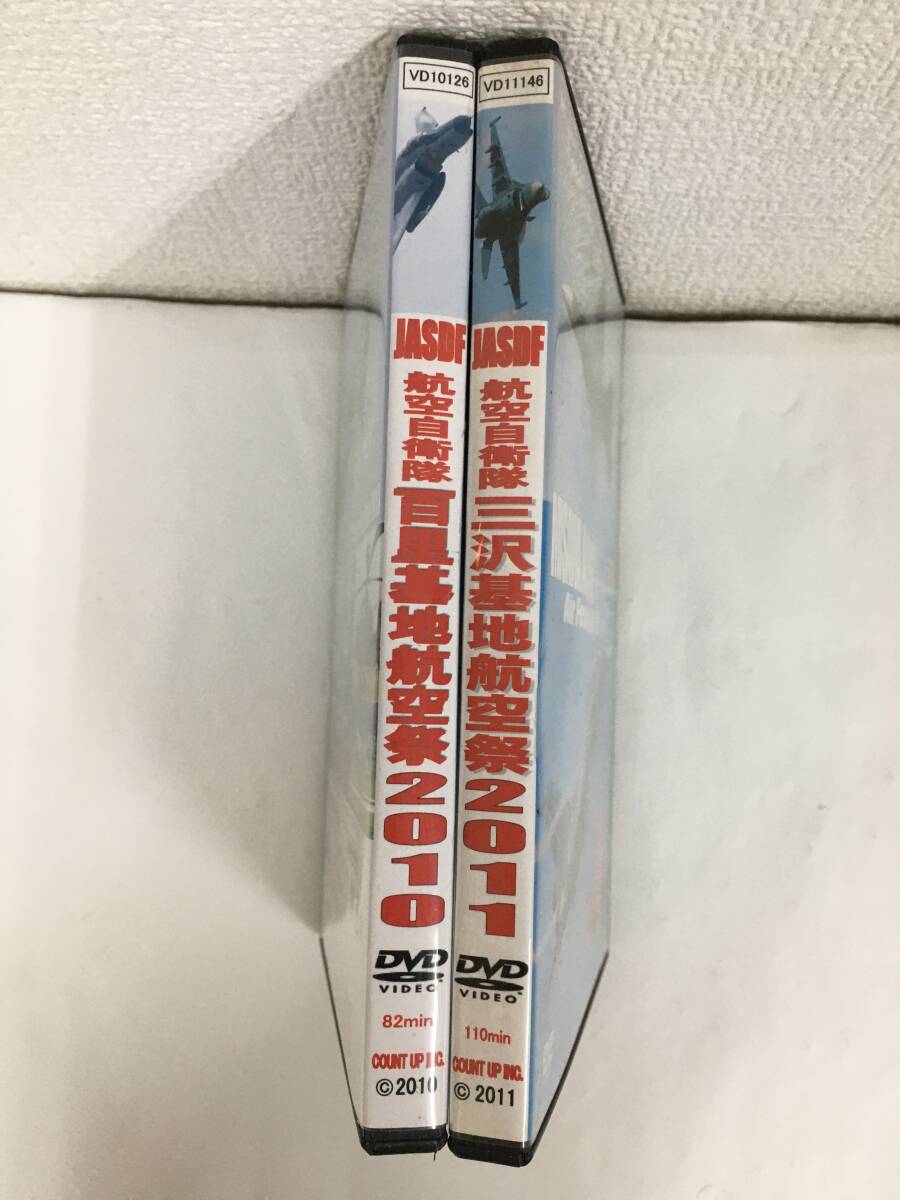 VD10126
JASDF
航空自衛隊
百里基地航空祭2010
DVD
VIDEO
82min
COUNT UP INC.
©2010
VD11146
JASDF
航空自衛隊
三沢基地航空祭2011
DVD
VIDEO
110min
COUNT UP INC.
©2011